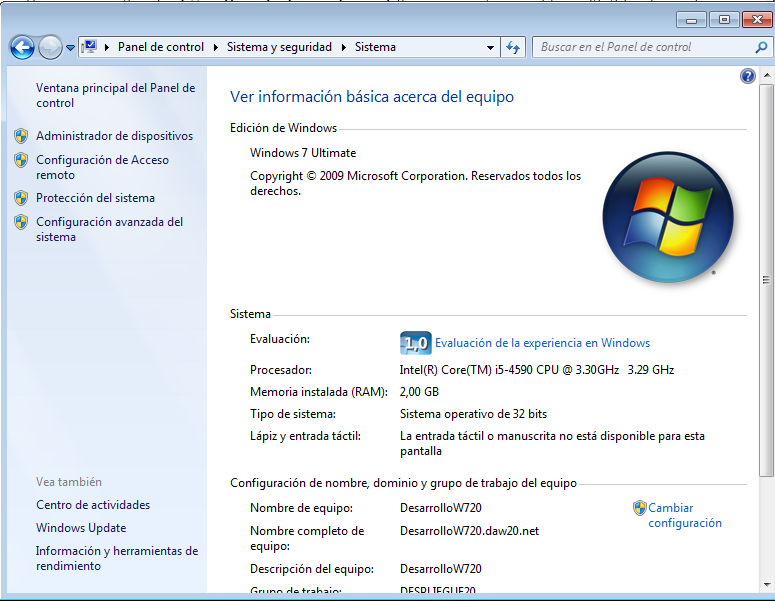 Panel de control
Sistema y seguridad
Sistema
Buscar en el Panel de control
Ventana principal del Panel de
control
Administrador de dispositivos
Configuración de Acceso
remoto
Protección del sistema
Configuración avanzada del
sistema
Vea también
Centro de actividades
Windows Update
Información y herramientas de
rendimiento
Ver información básica acerca del equipo
Edición de Windows
Windows 7 Ultimate
Copyright © 2009 Microsoft Corporation. Reservados todos los
derechos.
Sistema
Evaluación:
1,0 Evaluación de la experiencia en Windows
Procesador: Intel(R) Core(TM) i5-4590 CPU @ 3.30GHz 3.29 GHz
Memoria instalada (RAM): 2,00 GB
Tipo de sistema: Sistema operativo de 32 bits
Lápiz y entrada táctil: La entrada táctil o manuscrita no está disponible para esta
pantalla
Configuración de nombre, dominio y grupo de trabajo del equipo
Nombre de equipo: DesarrolloW720
Cambiar
configuración
Nombre completo de
equipo:
DesarrolloW720.daw20.net
Descripción del equipo: DesarrolloW720
Grupo de trabajo: DESPLIEGUE20